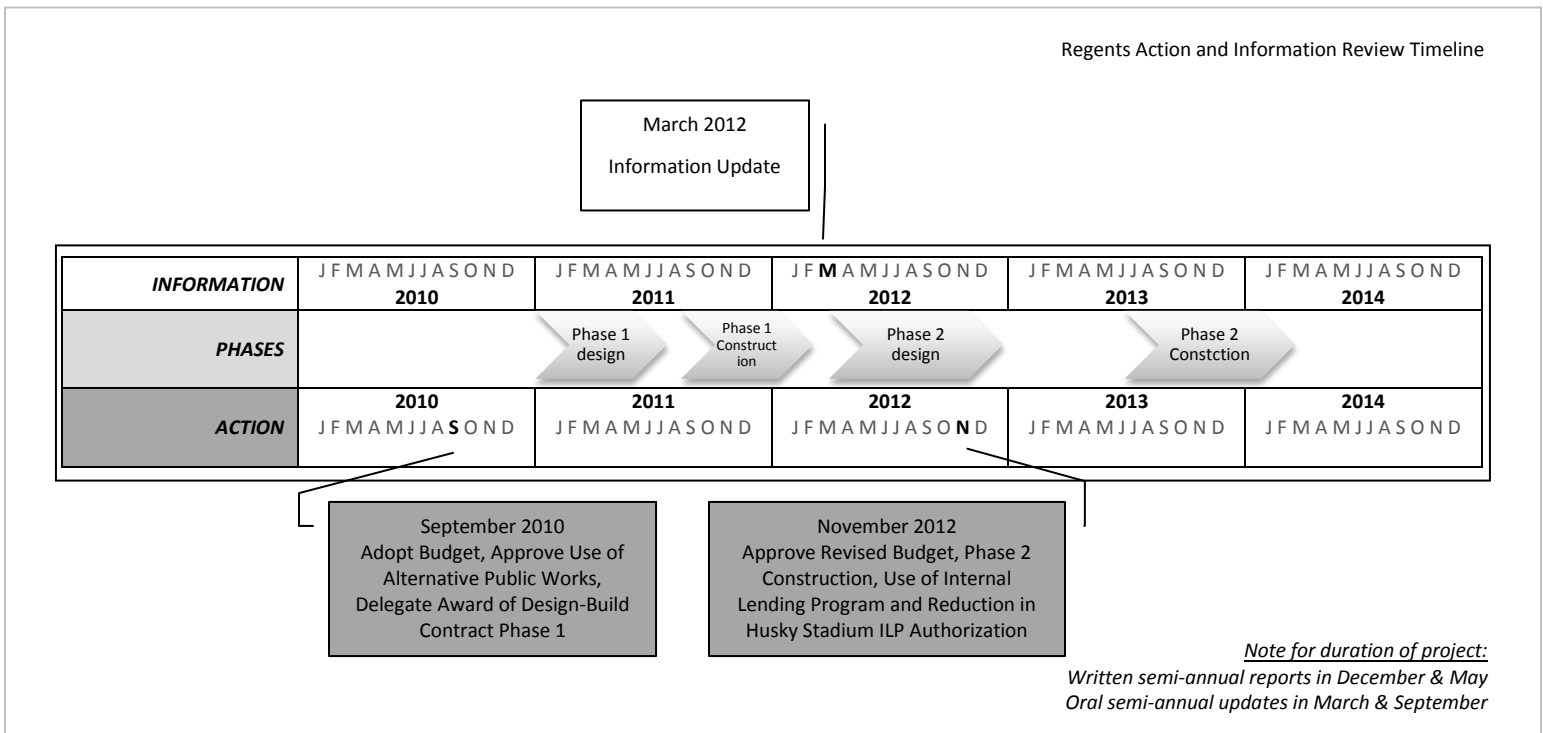 Regents Action and Information Review Timeline
March 2012
Information Update
INFORMATION
J F M A M J J A S O N D
2010
J F M A M J J A S O N D
2011
J F M A M J J A S O N D
2012
J F M A M J J A S O N D
2013
J F M A M J J A S O N D
2014
PHASES
Phase 1
design
Phase 1
Construct
ion
Phase 2
design
Phase 2
Constction
ACTION
2010
J F M A M J J A S O N D
2011
J F M A M J J A S O N D
2012
J F M A M J J A S O N D
2013
J F M A M J J A S O N D
2014
J F M A M J J A S O N D
September 2010
Adopt Budget, Approve Use of
Alternative Public Works,
Delegate Award of Design-Build
Contract Phase 1
November 2012
Approve Revised Budget, Phase 2
Construction, Use of Internal
Lending Program and Reduction in
Husky Stadium ILP Authorization
Note for duration of project:
Written semi-annual reports in December & May
Oral semi-annual updates in March & September